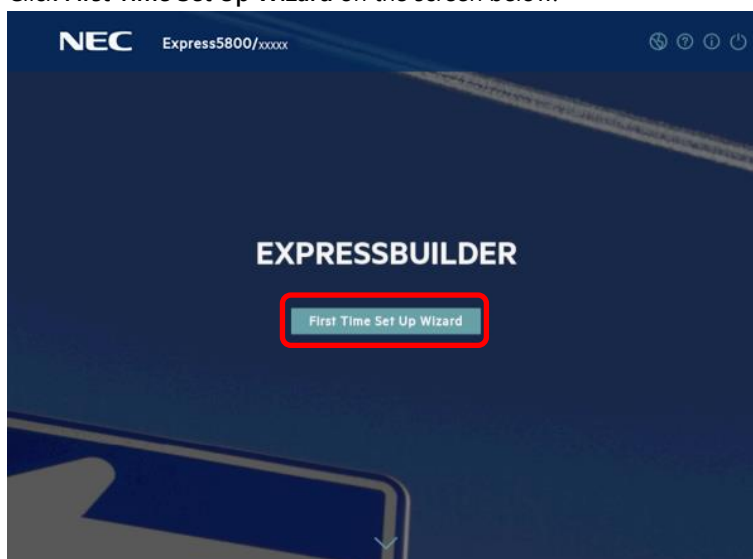 Click First Time Set Up Wizard on the screen below.
NEC Express5800/xxxxx
EXPRESSBUILDER
First Time Set Up Wizard